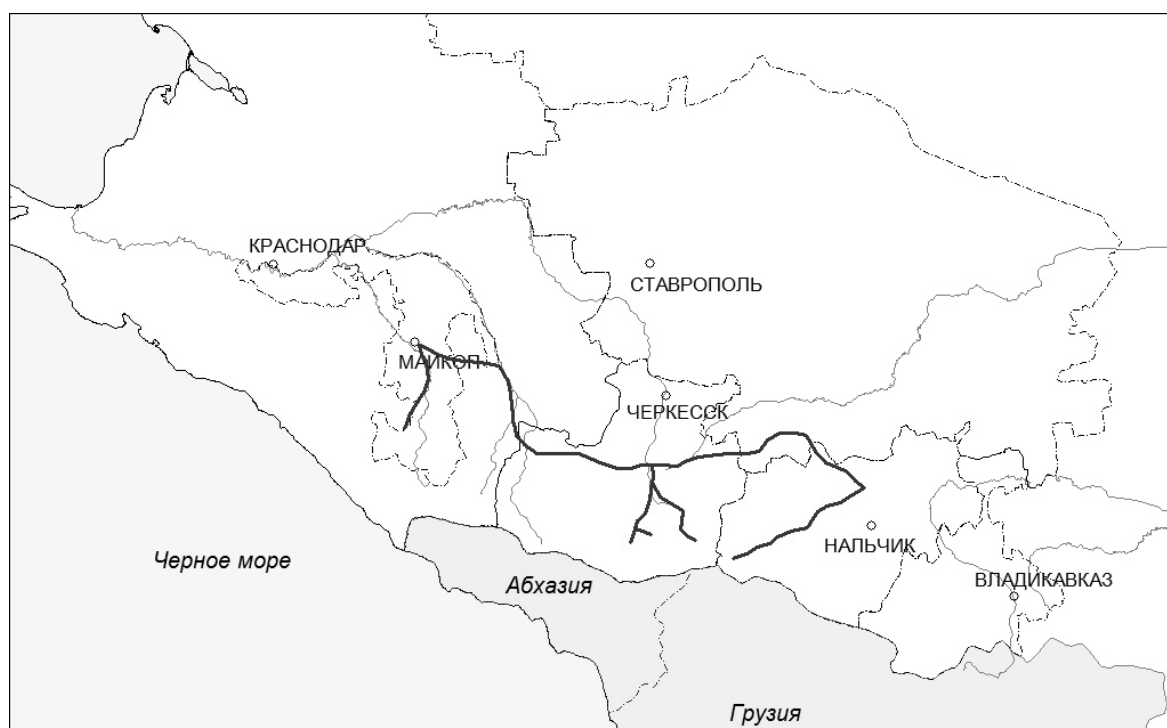 КРАСНОДАР
СТАВРОПОЛЬ
МАЙКОП
ЧЕРКЕССК
НАЛЬЧИК
Черное море
Абхазия
ВЛАДИКАВКАЗ
Грузия